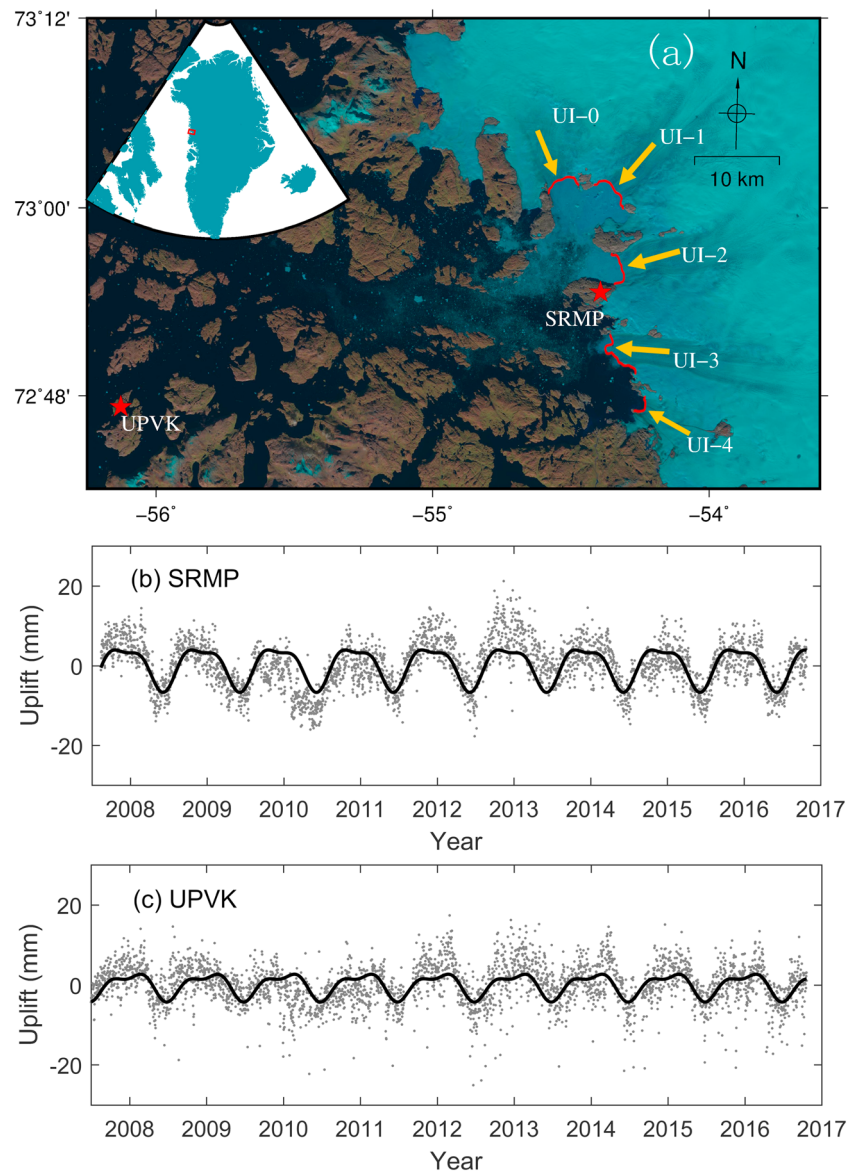 73°12'
(a)
N
UI−0
UI−1
10 km
73°00'
UI−2
SRMP
UI−3
72°48'
UPVK
UI−4
−56°
−55°
−54°
(b) SRMP
20
0
-20
Uplift (mm)
2008 2009 2010 2011 2012 2013 2014 2015 2016 2017
Year
(c) UPVK
20
0
-20
Uplift (mm)
2008 2009 2010 2011 2012 2013 2014 2015 2016 2017
Year